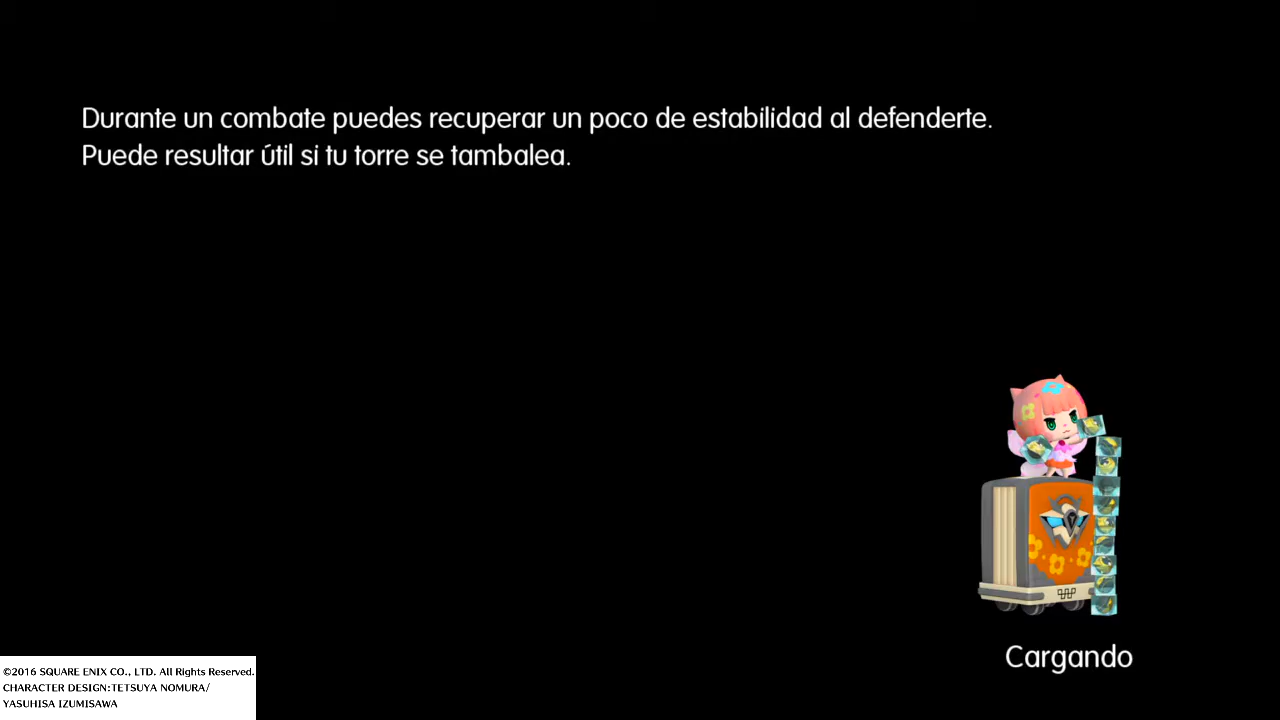 Durante un combate puedes recuperar un poco de estabilidad al defenderte.
Puede resultar útil si tu torre se tambalea.
Cargando
©2016 SQUARE ENIX CO., LTD. All Rights Reserved.
CHARACTER DESIGN:TETSUYA NOMURA/
YASUHISA IZUMISAWA